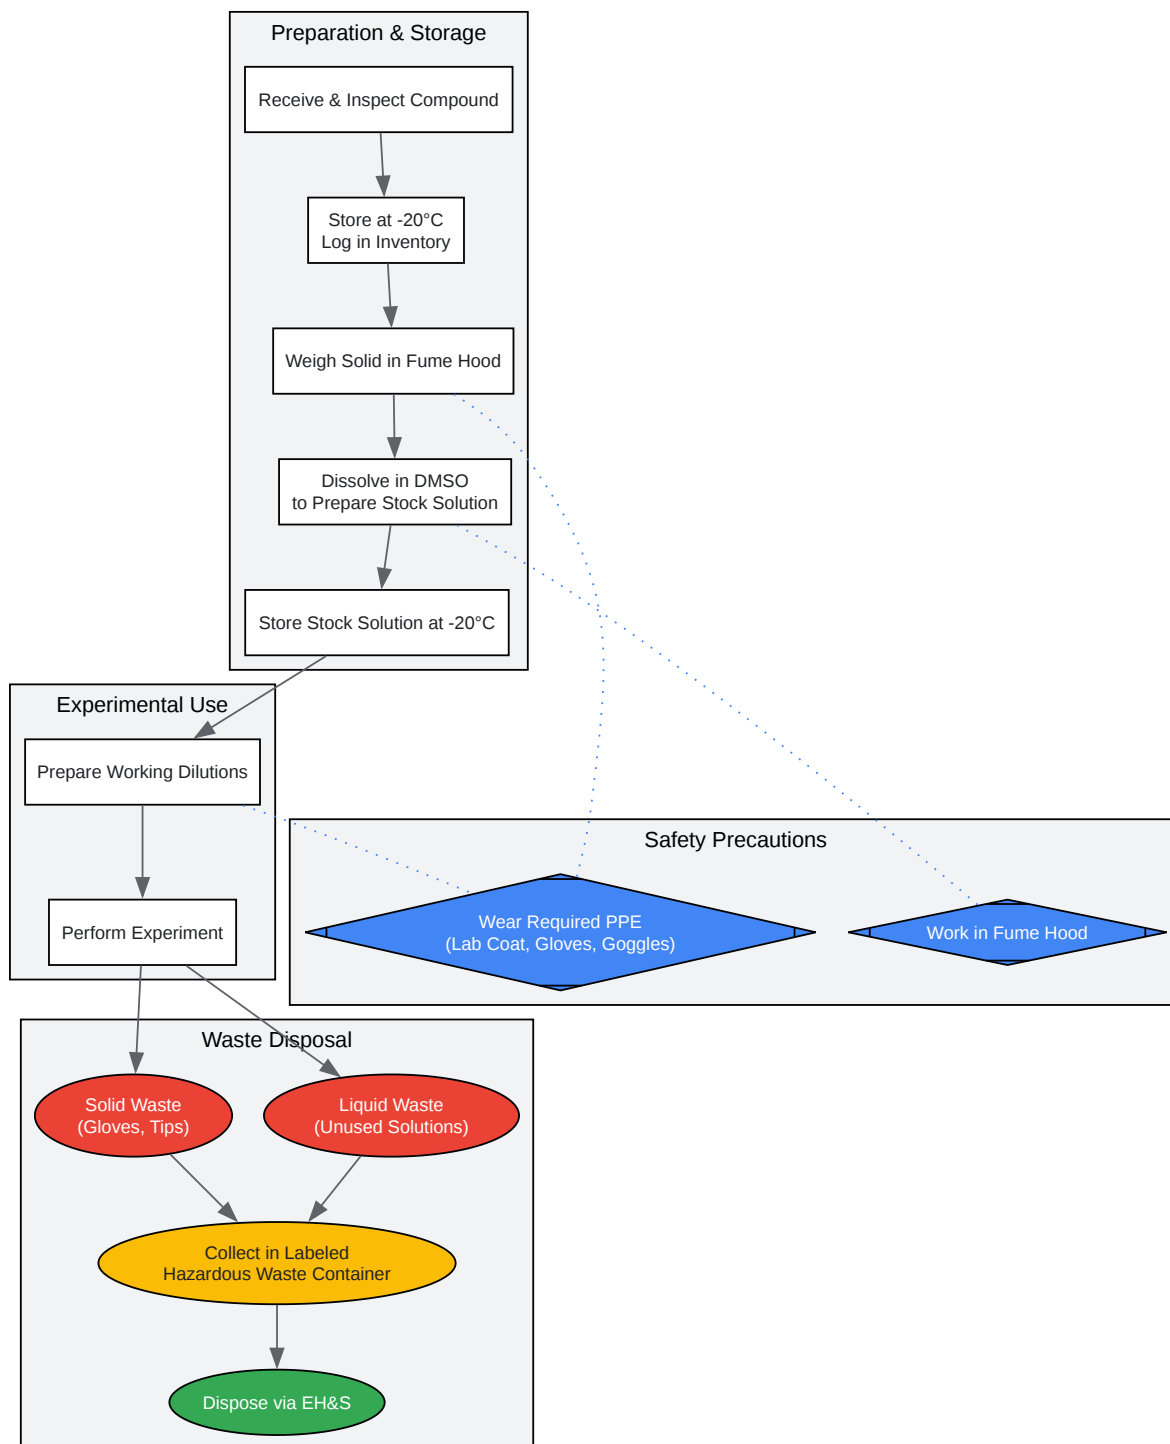 Preparation & Storage
Receive & Inspect Compound
Store at -20°C
Log in Inventory
Weigh Solid in Fume Hood
Dissolve in DMSO
to Prepare Stock Solution
Store Stock Solution at -20°C
Experimental Use
Prepare Working Dilutions
Perform Experiment
Safety Precautions
Wear Required PPE
(Lab Coat, Gloves, Goggles)
Work in Fume Hood
Waste Disposal
Solid Waste
(Gloves, Tips)
Liquid Waste
(Unused Solutions)
Collect in Labeled
Hazardous Waste Container
Dispose via EH&S